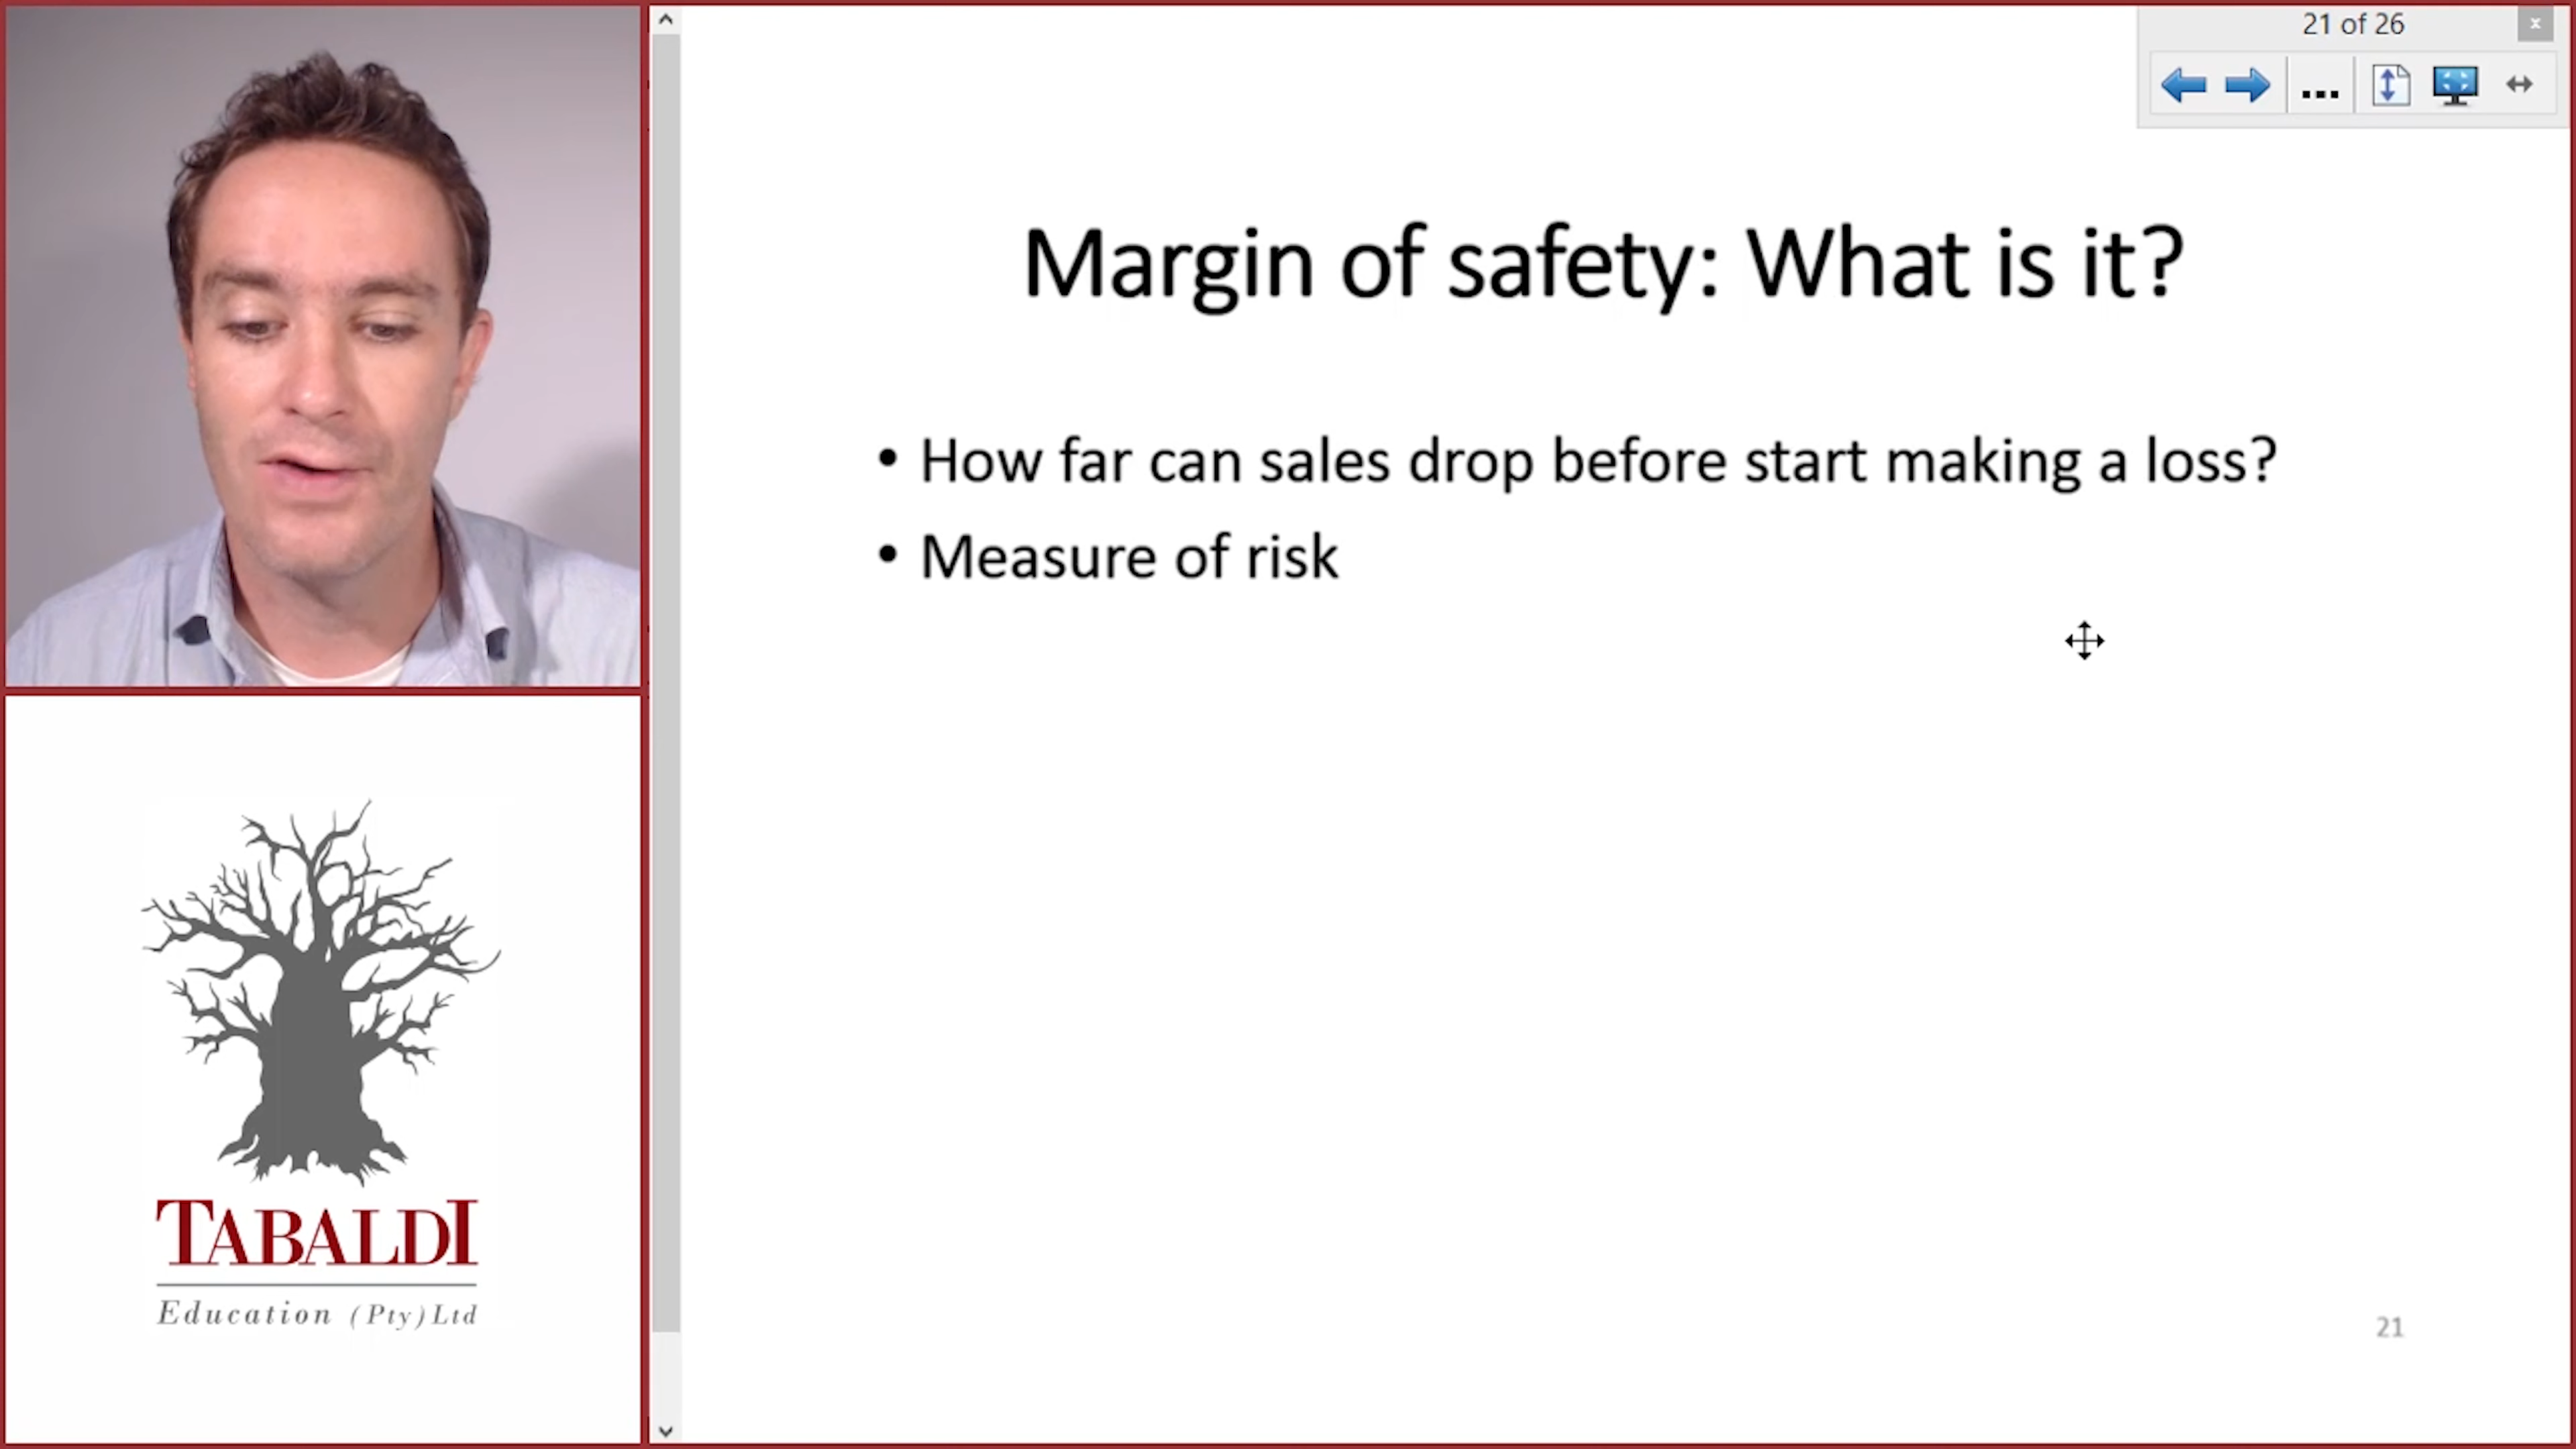 21 of 26
Margin of safety: What is it?
• How far can sales drop before start making a loss?
• Measure of risk
TABALDI
Education (Pty) Ltd
21